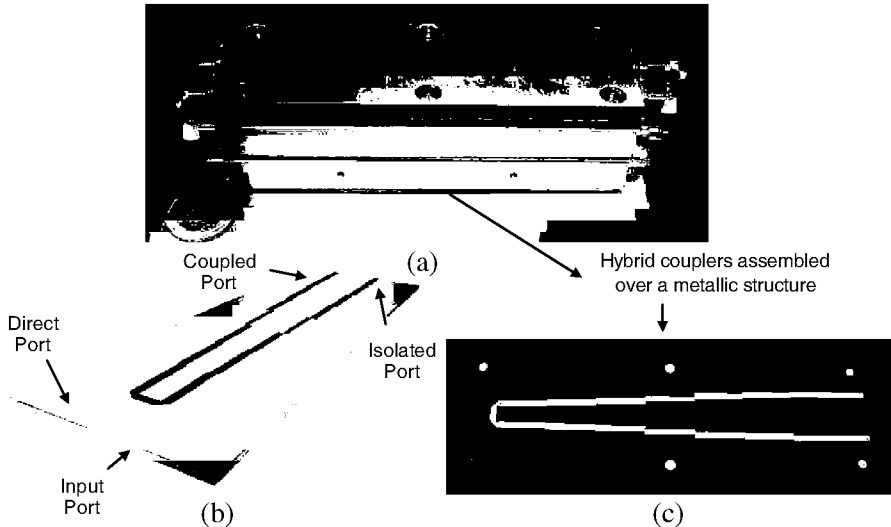 (a)
Coupled
Port
Hybrid couplers assembled
over a metallic structure
Direct
Port
Isolated
Port
Input
Port
(b)
(c)